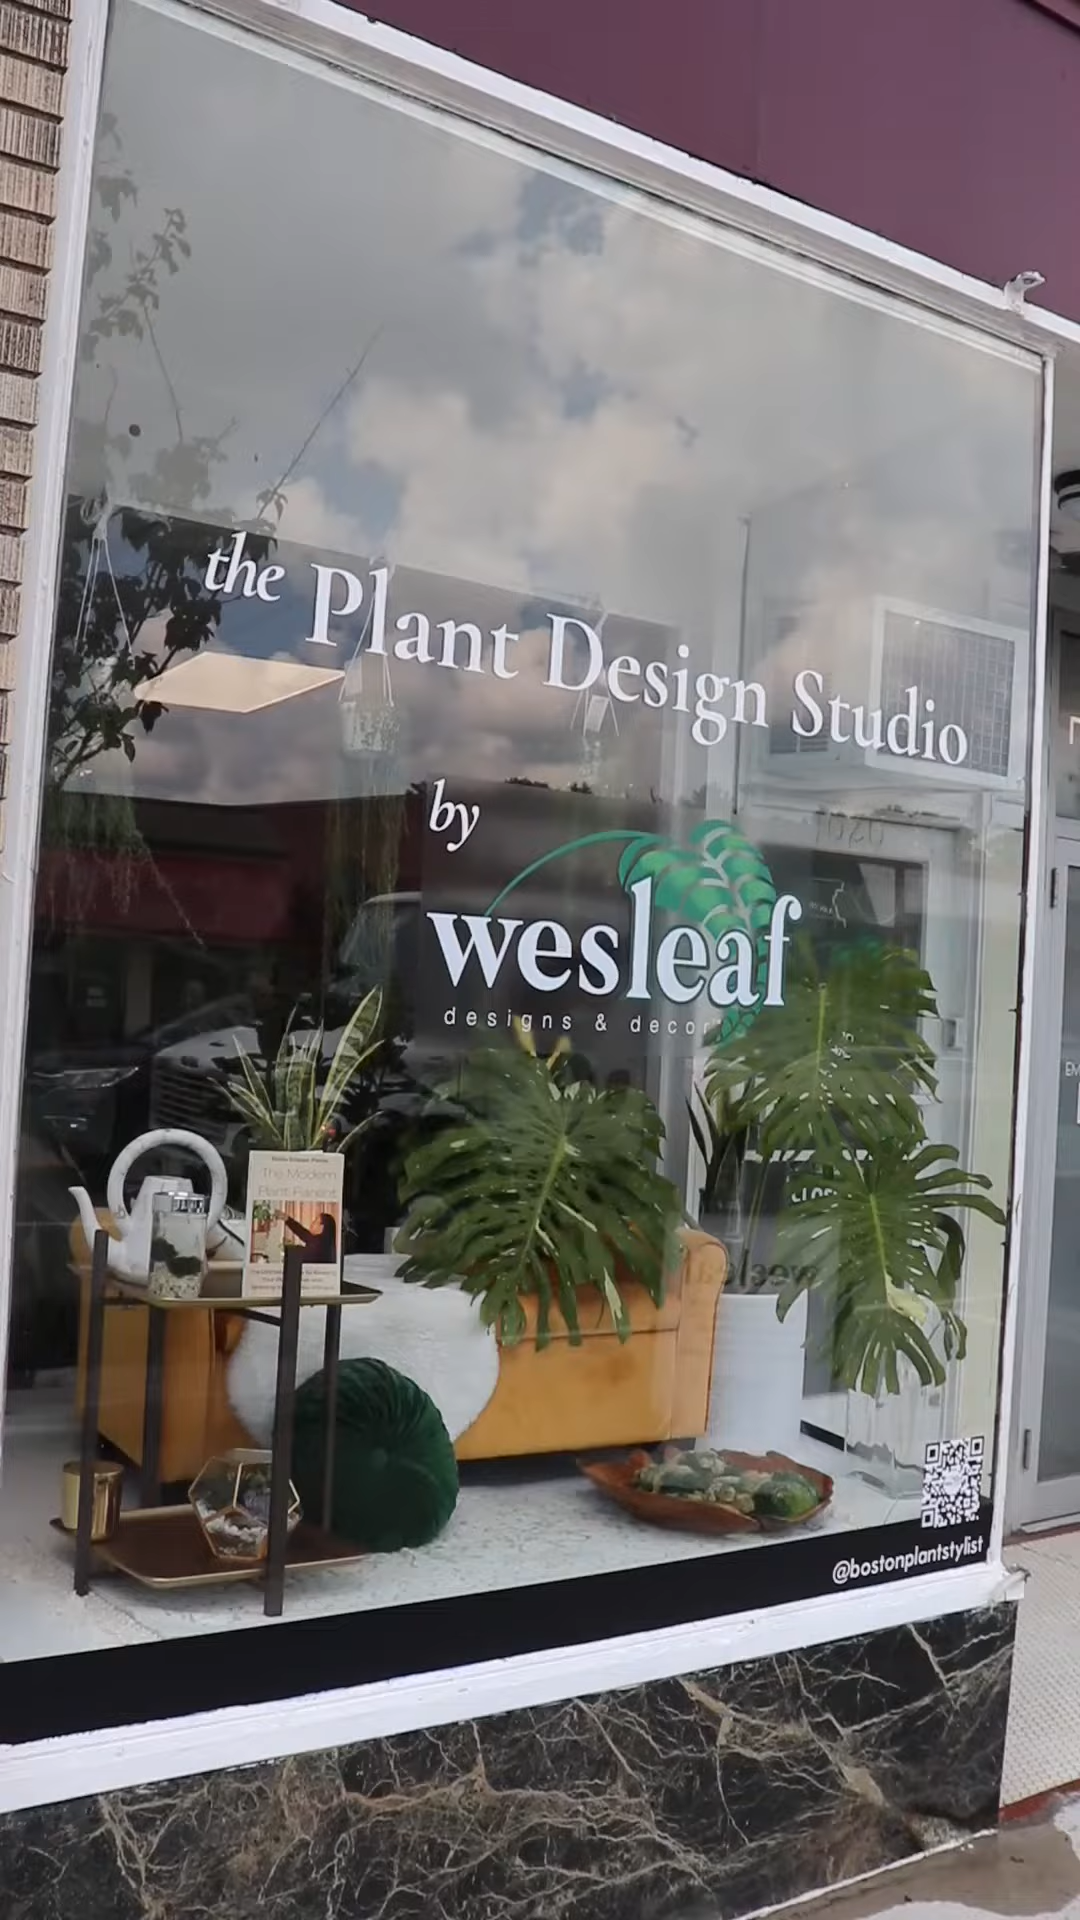 the Plant Design Studio
by
wesleaf
designs & decor
The Modern
Plant Parent
@bostonplantstylist